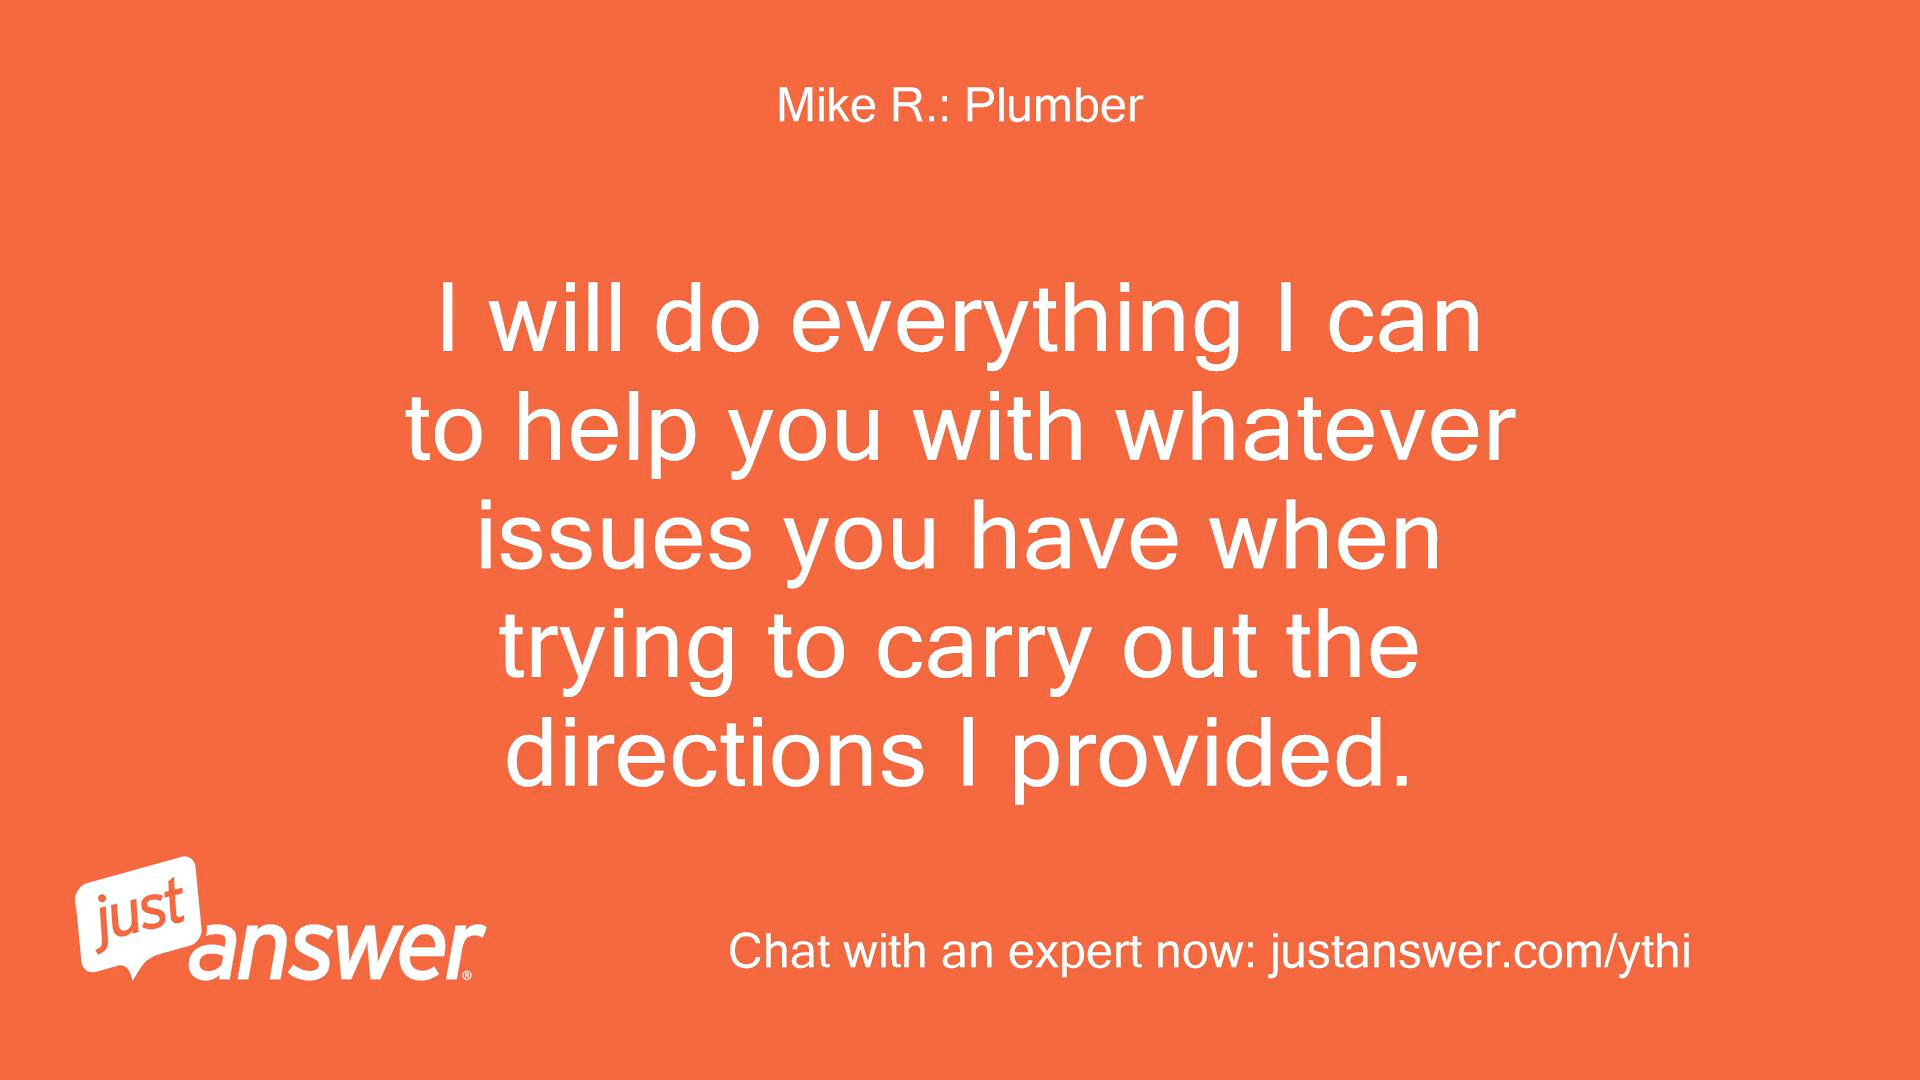 Mike R.: Plumber
I will do everything I can
to help you with whatever
issues you have when
trying to carry out the
directions I provided.
just
answer®
Chat with an expert now: justanswer.com/ythi